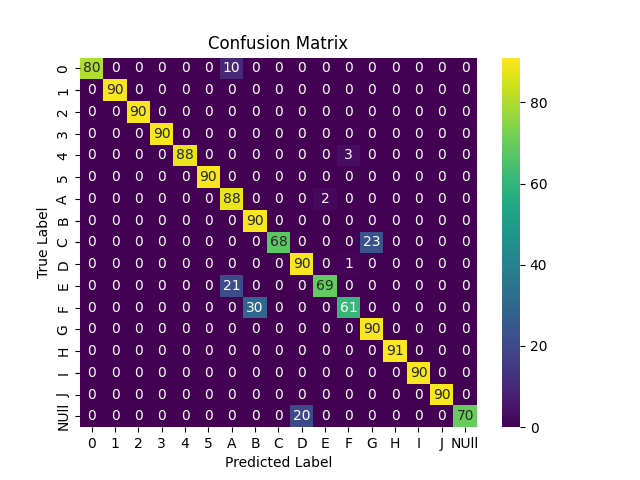 Confusion Matrix
0 80 0 0 0 0 0 10 0 0 0 0 0 0 0 0 0 0
1 0 90 0 0 0 0 0 0 0 0 0 0 0 0 0 0 0
2 0 0 90 0 0 0 0 0 0 0 0 0 0 0 0 0 0
3 0 0 0 90 0 0 0 0 0 0 0 0 0 0 0 0 0
4 0 0 0 0 88 0 0 0 0 0 0 3 0 0 0 0 0
5 0 0 0 0 0 90 0 0 0 0 0 0 0 0 0 0 0
A 0 0 0 0 0 0 88 0 0 0 2 0 0 0 0 0 0
B 0 0 0 0 0 0 0 90 0 0 0 0 0 0 0 0 0
C 0 0 0 0 0 0 0 0 68 0 0 0 23 0 0 0 0
D 0 0 0 0 0 0 0 0 0 90 0 1 0 0 0 0 0
E 0 0 0 0 0 0 21 0 0 0 69 0 0 0 0 0 0
F 0 0 0 0 0 0 0 30 0 0 0 61 0 0 0 0 0
G 0 0 0 0 0 0 0 0 0 0 0 0 90 0 0 0 0
H 0 0 0 0 0 0 0 0 0 0 0 0 0 91 0 0 0
I 0 0 0 0 0 0 0 0 0 0 0 0 0 0 90 0 0
J 0 0 0 0 0 0 0 0 0 0 0 0 0 0 0 90 0
NUll 0 0 0 0 0 0 0 0 0 20 0 0 0 0 0 0 70
0 1 2 3 4 5 A B C D E F G H I J NUll
Predicted Label
True Label
80
60
40
20
0